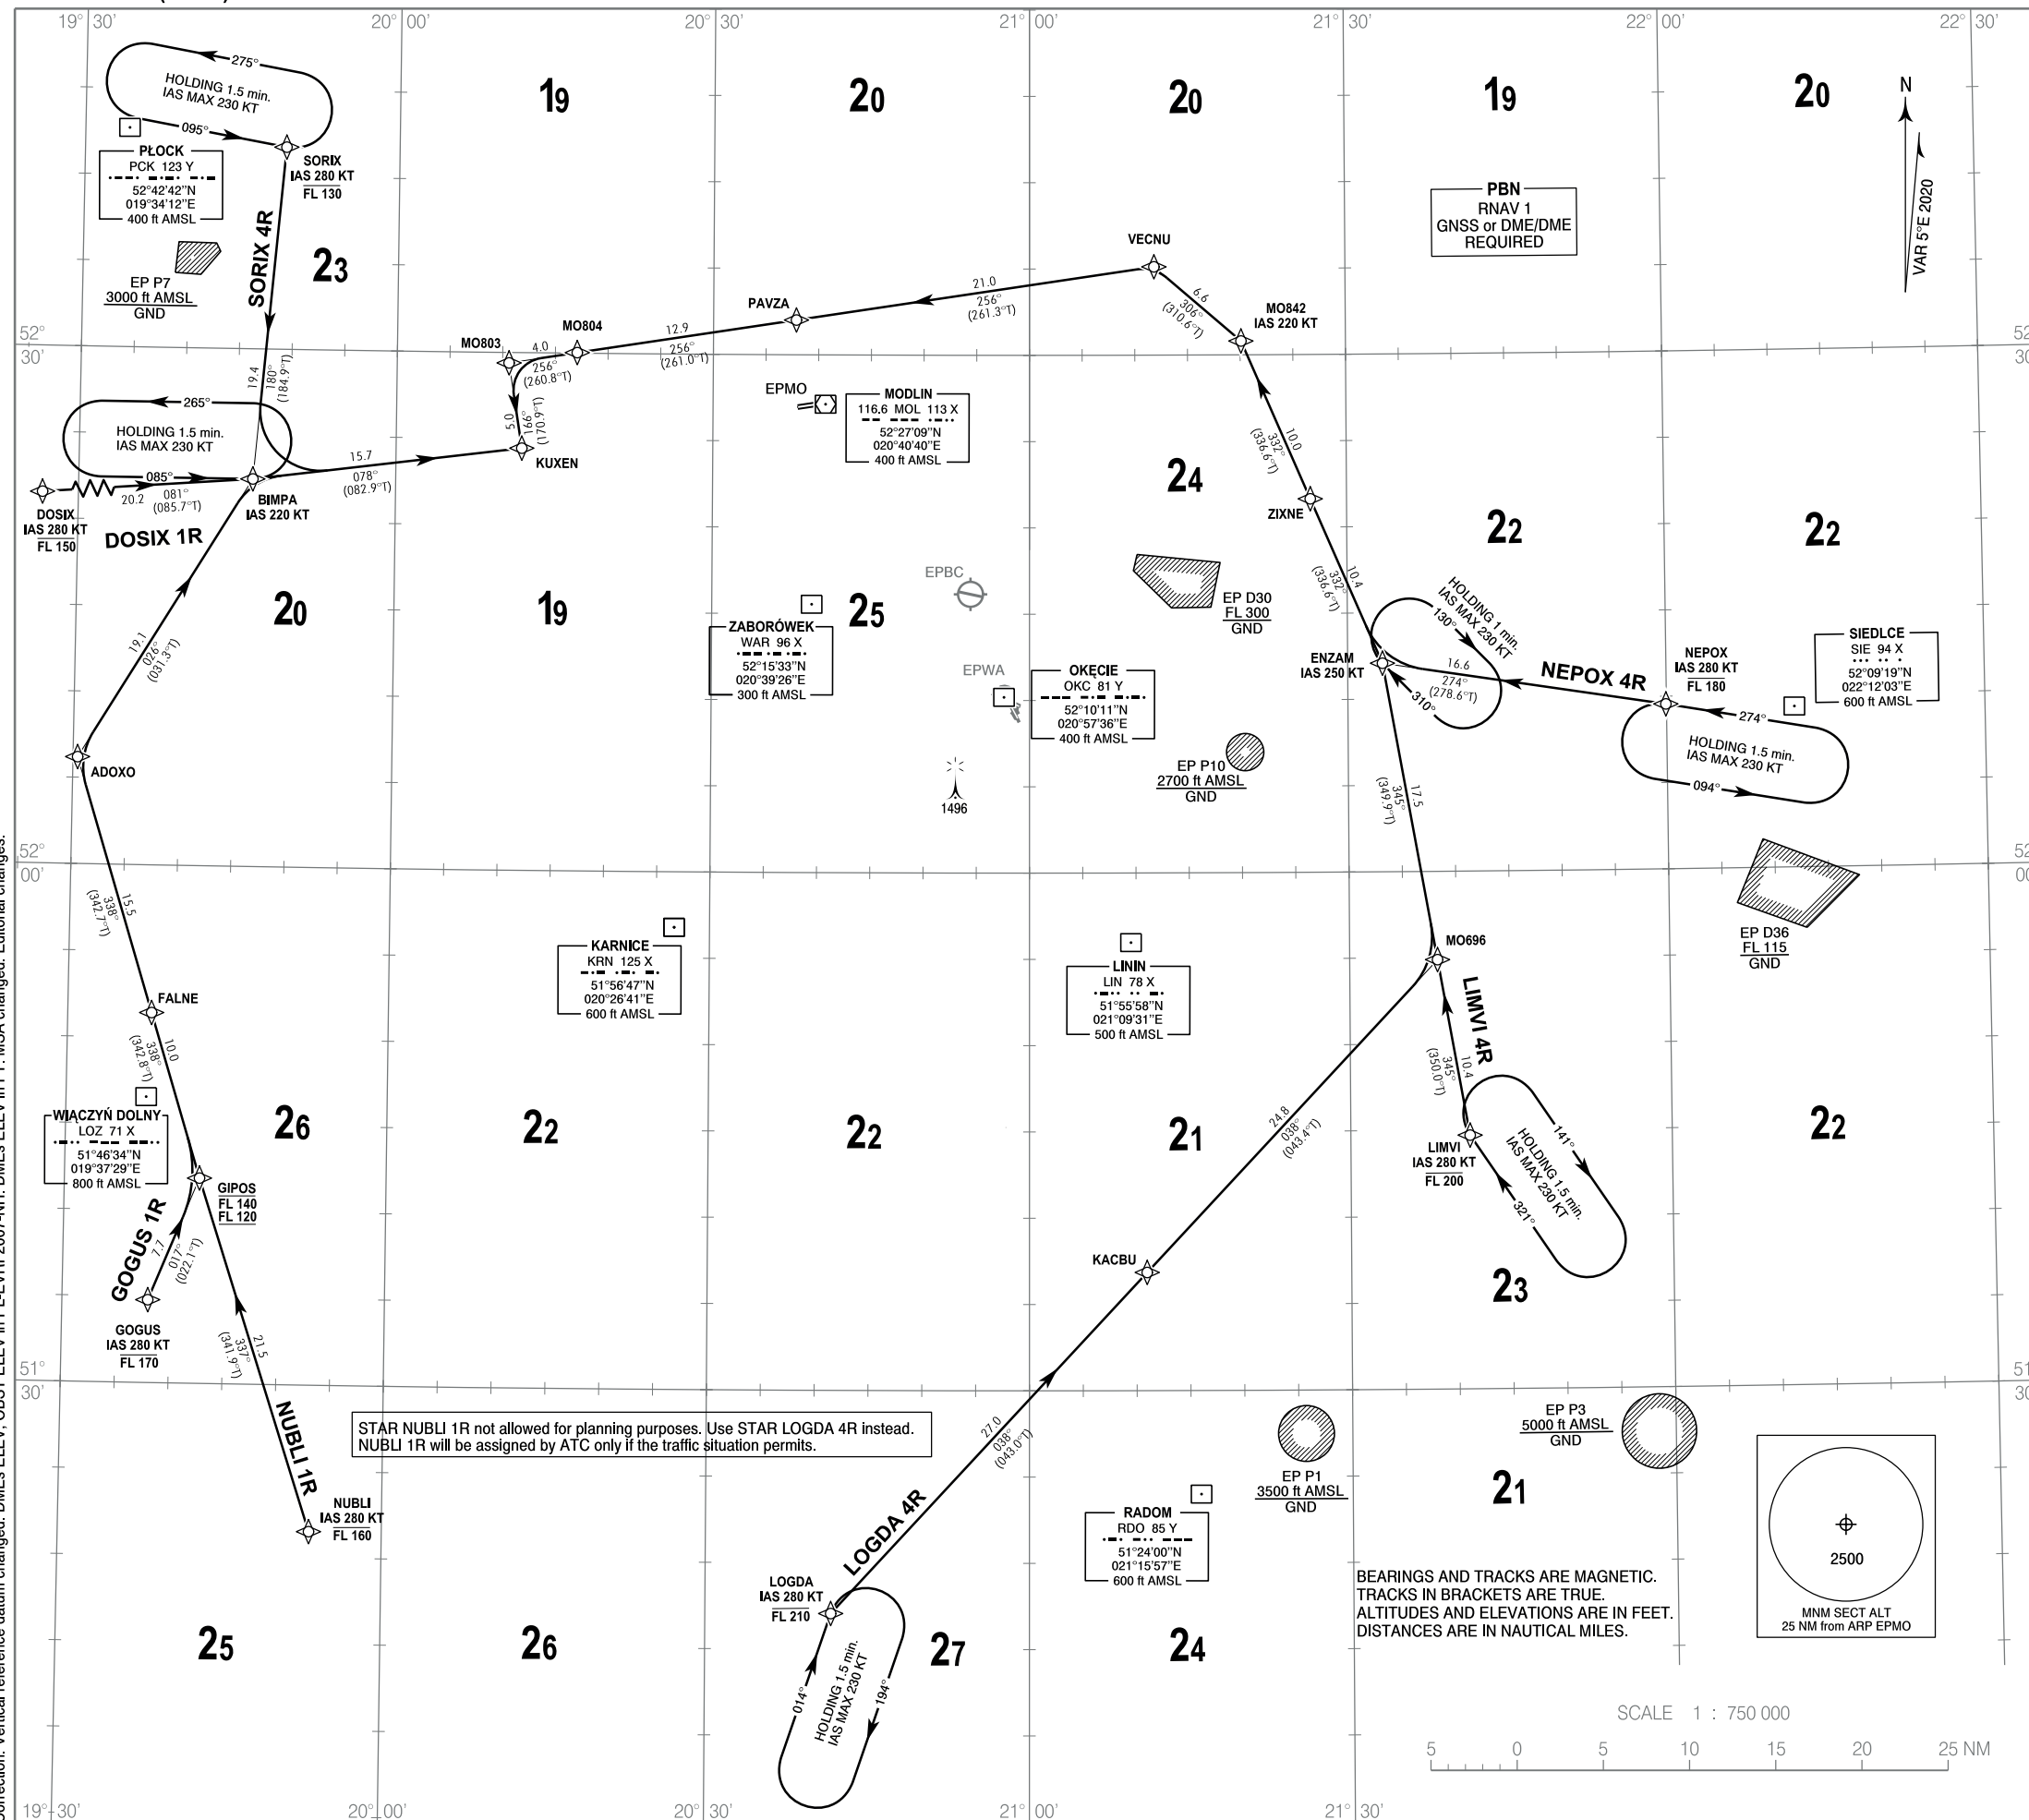 19° 30'
20° 00'
20° 30'
21° 00'
21° 30'
22° 00'
22° 30'
275°
HOLDING 1.5 min.
IAS MAX 230 KT
095°
PŁOCK
PCK 123 Y
52°42'42''N
019°34'12''E
400 ft AMSL
SORIX
IAS 280 KT
FL 130
SORIX 4R
EP P7
3000 ft AMSL
GND
19
20
20
19
20
23
PBN
RNAV 1
GNSS or DME/DME
REQUIRED
N
VAR 5°E 2020
VECNU
21.0
256°
(261.3°T)
6.6
306°
(310.6°T)
MO842
IAS 220 KT
PAVZA
12.9
256°
(261.0°T)
MO804
MO803
4.0
256°
(260.8°T)
5.0
166°
(170.6°T)
KUXEN
52°
30'
52
30
19.4
180°
(184.9°T)
265°
HOLDING 1.5 min.
IAS MAX 230 KT
085°
20.2
081°
(085.7°T)
15.7
078°
(082.9°T)
DOSIX
IAS 280 KT
FL 150
DOSIX 1R
BIMPA
IAS 220 KT
EPMO
MODLIN
116.6 MOL 113 X
52°27'09''N
020°40'40''E
400 ft AMSL
24
22
22
10.0
332°
(336.6°T)
ZIXNE
10.4
332°
(336.6°T)
20
19
25
EPBC
EP D30
FL 300
GND
ZABORÓWEK
WAR 96 X
52°15'33''N
020°39'26''E
300 ft AMSL
EPWA
OKĘCIE
OKC 81 Y
52°10'11''N
020°57'36''E
400 ft AMSL
ENZAM
IAS 250 KT
HOLDING 1 min.
IAS MAX 230 KT
130°
310°
16.6
274°
(278.6°T)
NEPOX 4R
NEPOX
IAS 280 KT
FL 180
SIEDLCE
SIE 94 X
52°09'19''N
022°12'03''E
600 ft AMSL
274°
HOLDING 1.5 min.
IAS MAX 230 KT
094°
19.1
026°
(031.3°T)
ADOXO
1496
EP P10
2700 ft AMSL
GND
17.5
345°
(349.9°T)
52°
00'
52
00
15.5
338°
(342.7°T)
KARNICE
KRN 125 X
51°56'47''N
020°26'41''E
600 ft AMSL
LININ
LIN 78 X
51°55'58''N
021°09'31''E
500 ft AMSL
MO696
EP D36
FL 115
GND
FALNE
10.0
338°
(342.8°T)
LIMVI 4R
10.4
345°
(350.0°T)
WIĄCZYŃ DOLNY
LOZ 71 X
51°46'34''N
019°37'29''E
800 ft AMSL
26
22
22
21
22
24.8
038°
(043.4°T)
LIMVI
IAS 280 KT
FL 200
141°
HOLDING 1.5 min.
IAS MAX 230 KT
321°
GIPOS
FL 140
FL 120
GOGUS 1R
7.7
017°
(022.1°T)
GOGUS
IAS 280 KT
FL 170
KACBU
23
21.5
337°
(341.9°T)
51°
30'
51
30
NUBLI 1R
STAR NUBLI 1R not allowed for planning purposes. Use STAR LOGDA 4R instead.
NUBLI 1R will be assigned by ATC only if the traffic situation permits.
27.0
038°
(043.0°T)
EP P1
3500 ft AMSL
GND
EP P3
5000 ft AMSL
GND
21
NUBLI
IAS 280 KT
FL 160
LOGDA 4R
RADOM
RDO 85 Y
51°24'00''N
021°15'57''E
600 ft AMSL
2500
MNM SECT ALT
25 NM from ARP EPMO
LOGDA
IAS 280 KT
FL 210
BEARINGS AND TRACKS ARE MAGNETIC.
TRACKS IN BRACKETS ARE TRUE.
ALTITUDES AND ELEVATIONS ARE IN FEET.
DISTANCES ARE IN NAUTICAL MILES.
25
26
27
24
014°
HOLDING 1.5 min.
IAS MAX 230 KT
194°
SCALE 1 : 750 000
5 0 5 10 15 20 25 NM
19° 30'
20° 00'
20° 30'
21° 00'
21° 30'